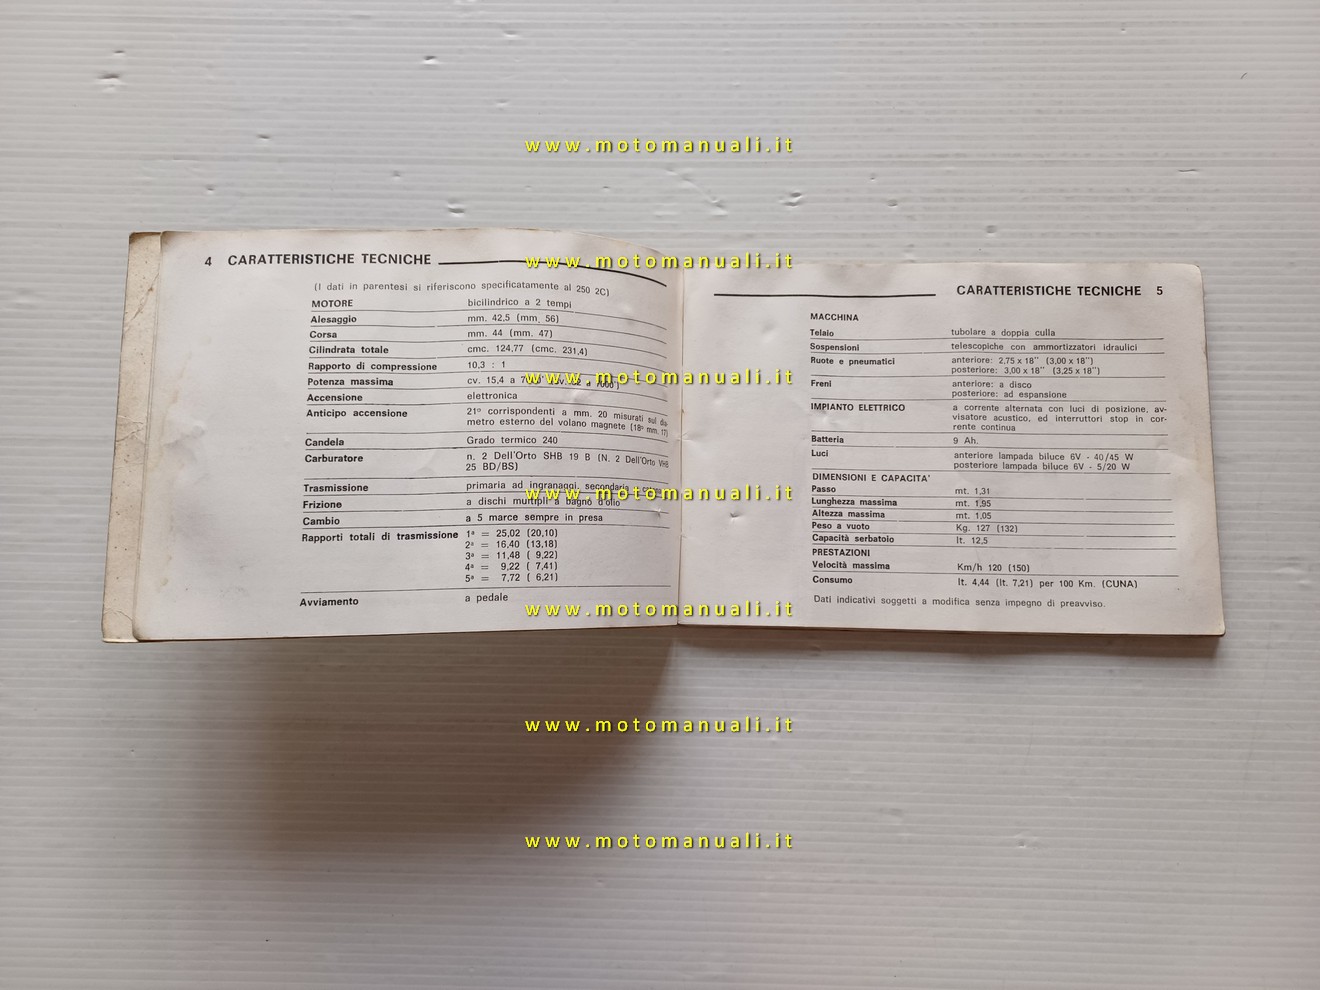 www.motomanuali.it
www.motomanuali.it
www.motomanuali.it
www.motomanuali.it
www.motomanuali.it
www.motomanuali.it
www.motomanuali.it
4 CARATTERISTICHE TECNICHE
(I dati in parentesi si riferiscono specificatamente al 250 2C)
MOTORE bicilindrico a 2 tempi
Alesaggio mm. 42,5 (mm. 56)
Corsa mm. 44 (mm. 47)
Cilindrata totale cmc. 124,77 (cmc. 231,4)
Rapporto di compressione 10,3 : 1
Potenza massima cv. 15,4 a
Accensione elettronica
Anticipo accensione 21º corrispondenti a mm. 20 misurati sul dia-
metro esterno del volano magnete (18º mm. 17)
Candela Grado termico 240
Carburatore n. 2 Dell'Orto SHB 19 B (N. 2 Dell'Orto VHB
25 BD/BS)
Trasmissione primaria ad ingranaggi, secondaria
Frizione a dischi multipli a bagno d'olio
Cambio a 5 marce sempre in presa
Rapporti totali di trasmissione 1ª = 25,02 (20,10)
2ª = 16,40 (13,18)
3ª = 11,48 ( 9,22)
4ª = 9,22 ( 7,41)
5ª = 7,72 ( 6,21)
Avviamento a pedale
CARATTERISTICHE TECNICHE 5
MACCHINA
Telaio tubolare a doppia culla
Sospensioni telescopiche con ammortizzatori idraulici
Ruote e pneumatici anteriore: 2,75 x 18" (3,00 x 18")
posteriore: 3,00 x 18" (3,25 x 18")
Freni anteriore: a disco
posteriore: ad espansione
IMPIANTO ELETTRICO a corrente alternata con luci di posizione, av-
visatore acustico, ed interruttori stop in cor-
rente continua
Batteria 9 Ah.
Luci anteriore lampada biluce 6V - 40/45 W
posteriore lampada biluce 6V - 5/20 W
DIMENSIONI E CAPACITA'
Passo mt. 1,31
Lunghezza massima mt. 1,95
Altezza massima mt. 1,05
Peso a vuoto Kg. 127 (132)
Capacità serbatoio lt. 12,5
PRESTAZIONI
Velocità massima Km/h 120 (150)
Consumo lt. 4,44 (lt. 7,21) per 100 Km. (CUNA)
Dati indicativi soggetti a modifica senza impegno di preavviso.